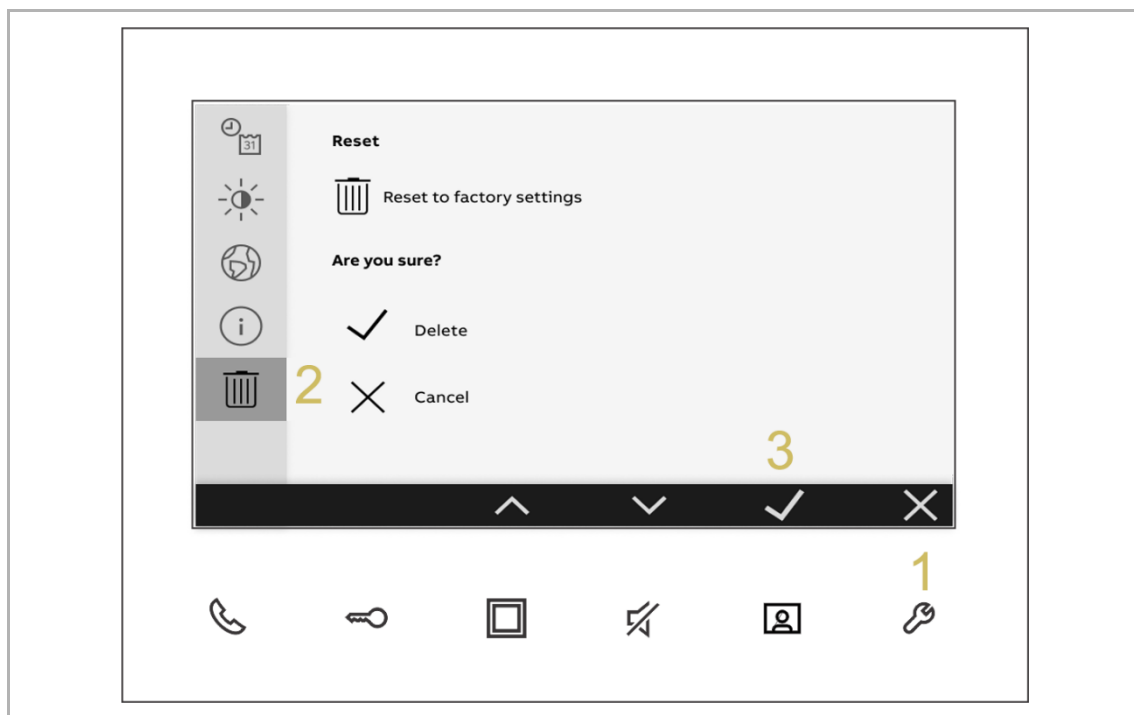 31
Reset
Reset to factory settings
Are you sure?
i
Delete
2
Cancel
3
1